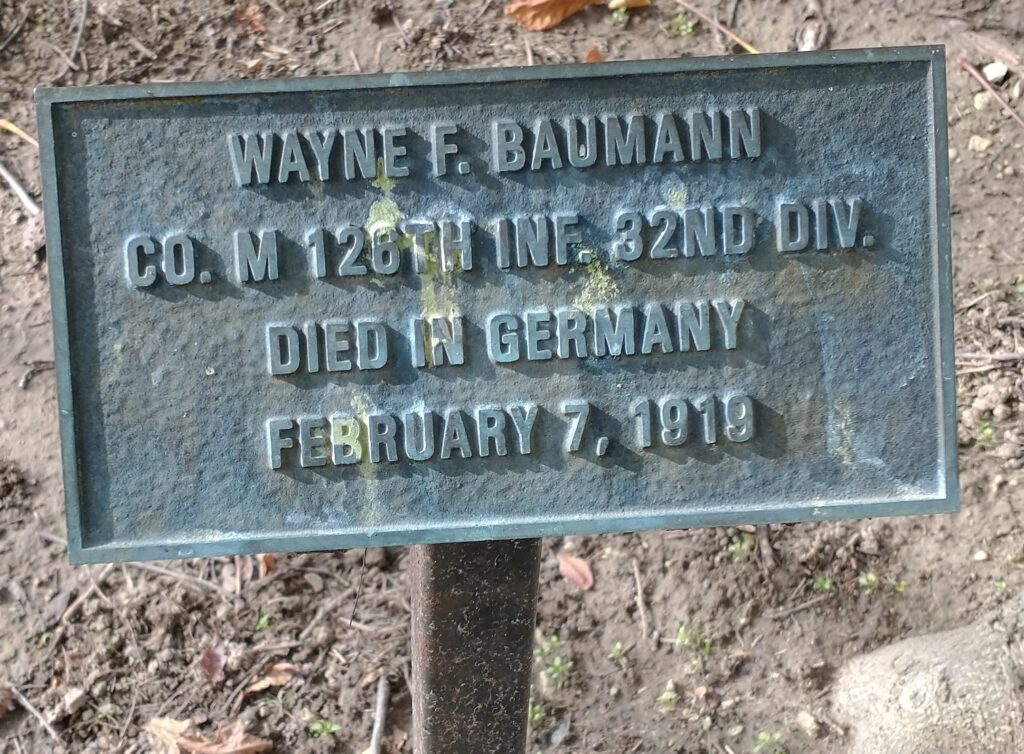 WAYNE F. BAUMANN
CO. M 126TH INF. 32ND DIV.
DIED IN GERMANY
FEBRUARY 7, 1919